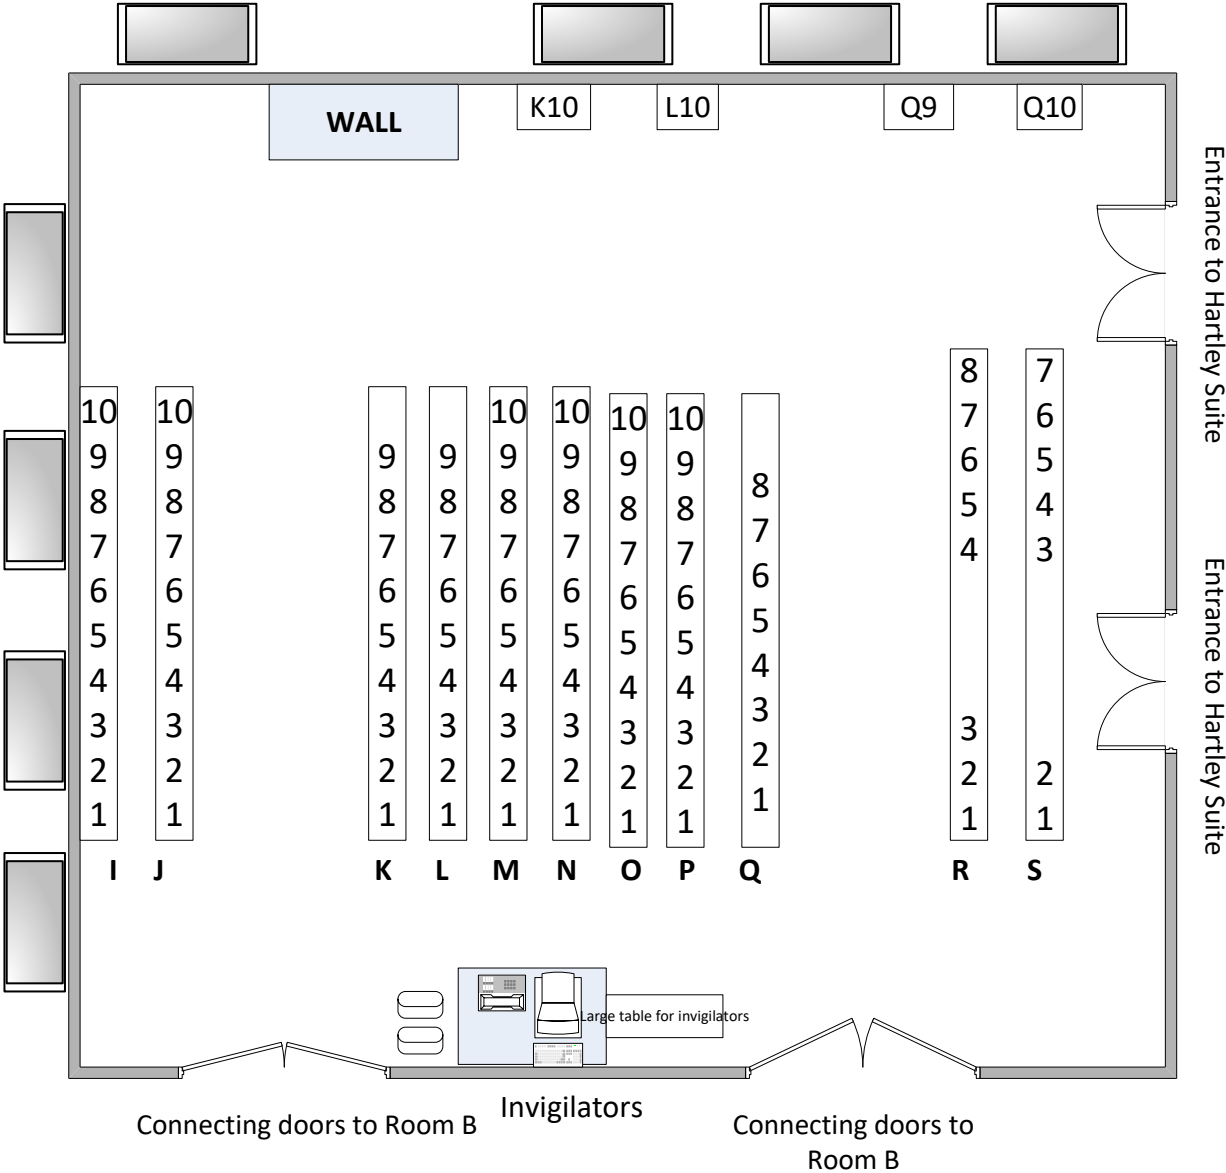 K10 L10 Q9 Q10
WALL
Entrance to Hartley Suite
8 7
10 10 10 10 10 10 7 6
9 9 9 9 9 9 9 9 6 5
8 8 8 8 8 8 8 8 8 5 4
7 7 7 7 7 7 7 7 7 4 3
6 6 6 6 6 6 6 6 6
5 5 5 5 5 5 5 5 5
4 4 4 4 4 4 4 4 4
3 3 3 3 3 3 3 3 3 3
2 2 2 2 2 2 2 2 2 2 2
1 1 1 1 1 1 1 1 1 1 1
Entrance to Hartley Suite
I J K L M N O P Q R S
Large table for invigilators
Invigilators
Connecting doors to Room B
Connecting doors to
Room B